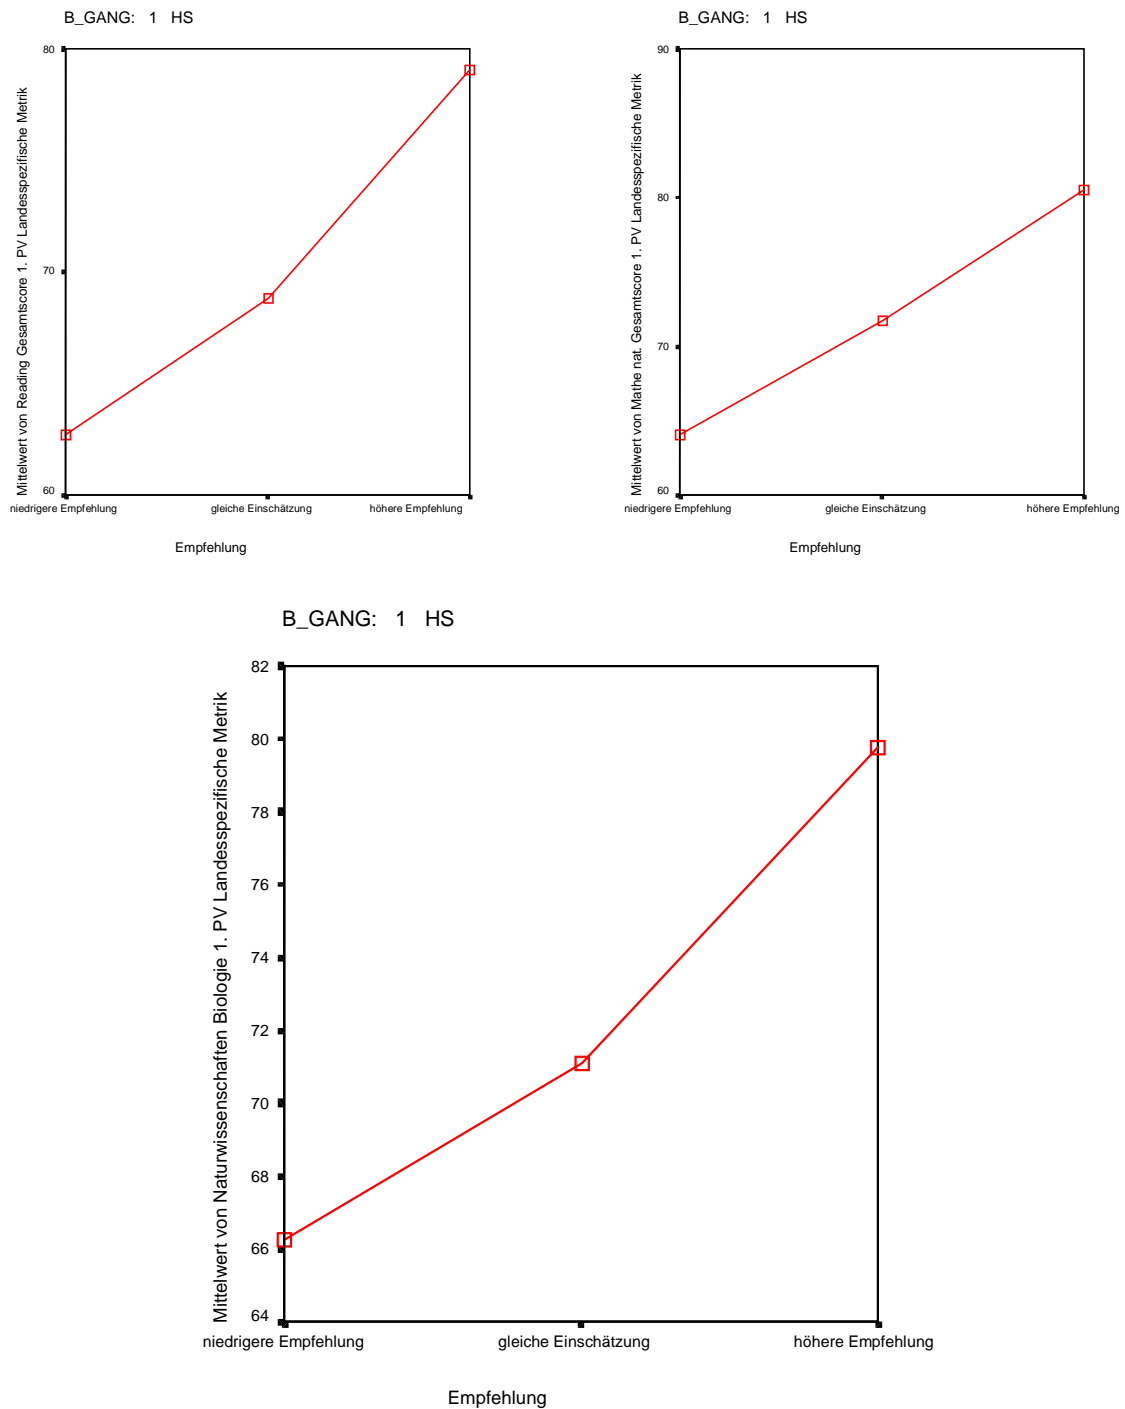 B_GANG: 1 HS
Mittelwert von Reading Gesamtscore 1. PV Landesspezifische Metrik
80
70
60
niedrigere Empfehlung gleiche Einschätzung höhere Empfehlung
Empfehlung
B_GANG: 1 HS
Mittelwert von Mathe nat. Gesamtscore 1. PV Landesspezifische Metrik
90
80
70
60
niedrigere Empfehlung gleiche Einschätzung höhere Empfehlung
Empfehlung
B_GANG: 1 HS
Mittelwert von Naturwissenschaften Biologie 1. PV Landesspezifische Metrik
82
80
78
76
74
72
70
68
66
64
niedrigere Empfehlung gleiche Einschätzung höhere Empfehlung
Empfehlung